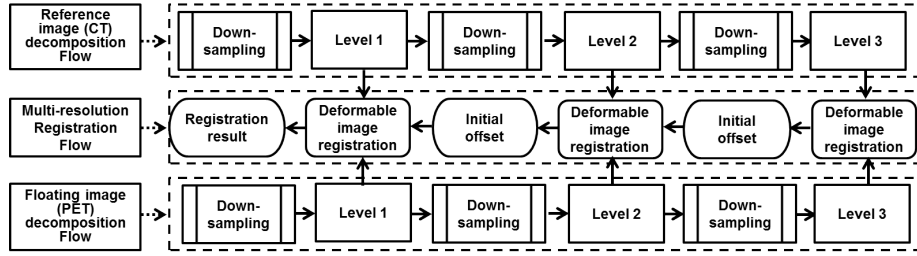 Reference
image (CT)
decomposition
Flow
Down-
sampling
Level 1
Down-
sampling
Level 2
Down-
sampling
Level 3
Multi-resolution
Registration
Flow
Registration
result
Deformable
image
registration
Initial
offset
Deformable
image
registration
Initial
offset
Deformable
image
registration
Floating image
(PET)
decomposition
Flow
Down-
sampling
Level 1
Down-
sampling
Level 2
Down-
sampling
Level 3